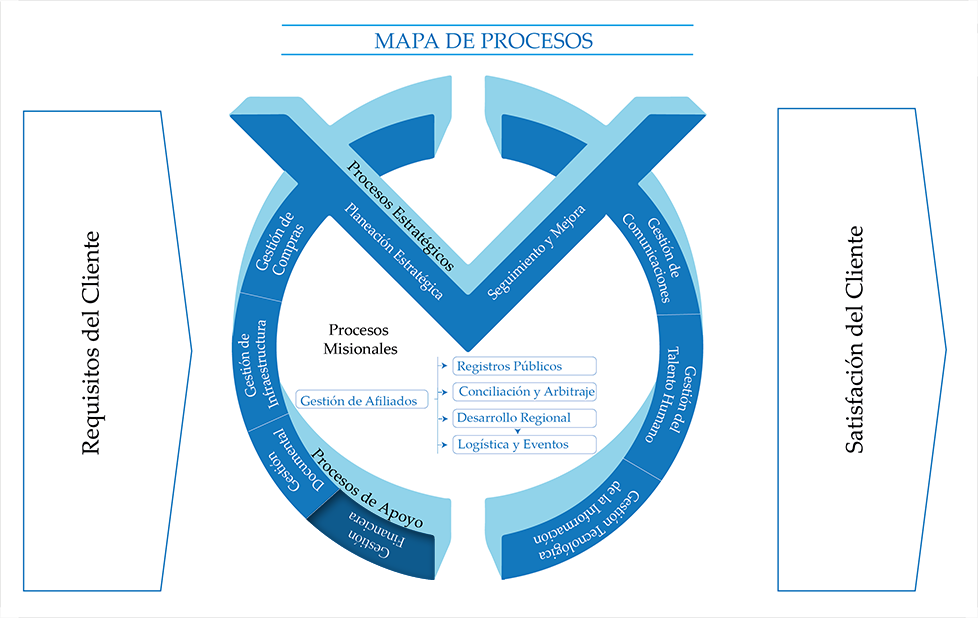 MAPA DE PROCESOS
Requisitos del Cliente
Procesos Estratégicos
Planeación Estratégica
Seguimiento y Mejora
Gestión de
Compras
Gestión de
Infraestructura
Gestión
Documental
Procesos de Apoyo
Gestión
Financiera
Procesos
Misionales
Gestión de Afiliados
Registros Públicos
Conciliación y Arbitraje
Desarrollo Regional
Logística y Eventos
Gestión de
Comunicaciones
Gestión del
Talento Humano
Gestión Tecnológica
de la Información
Satisfación del Cliente